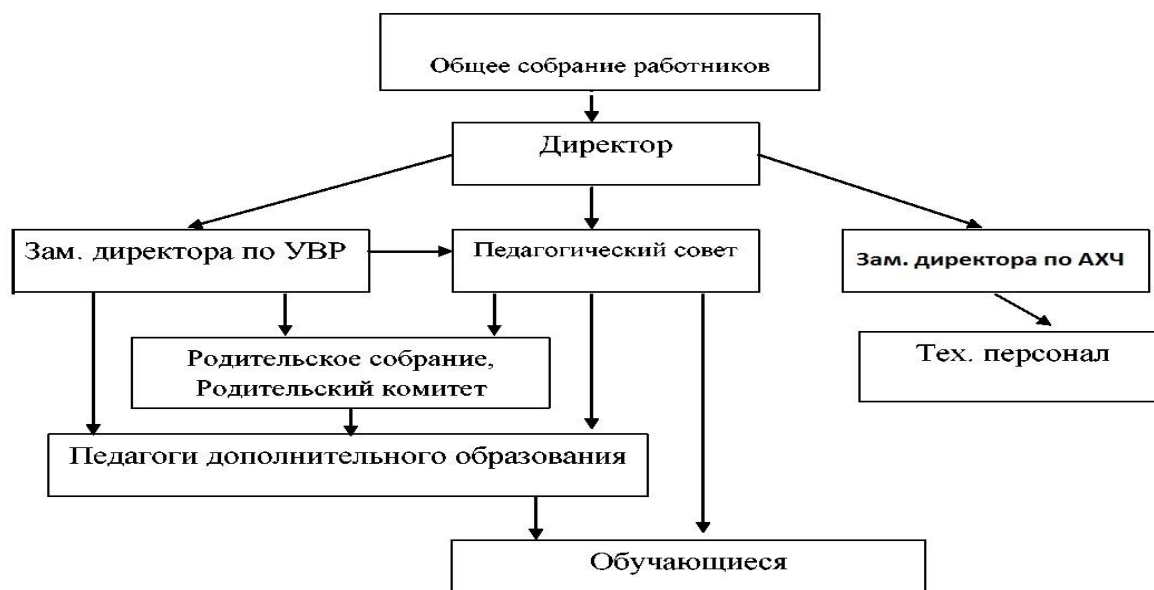 Общее собрание работников
Директор
Зам. директора по УВР
Педагогический совет
Зам. директора по АХЧ
Родительское собрание,
Родительский комитет
Тех. персонал
Педагоги дополнительного образования
Обучающиеся